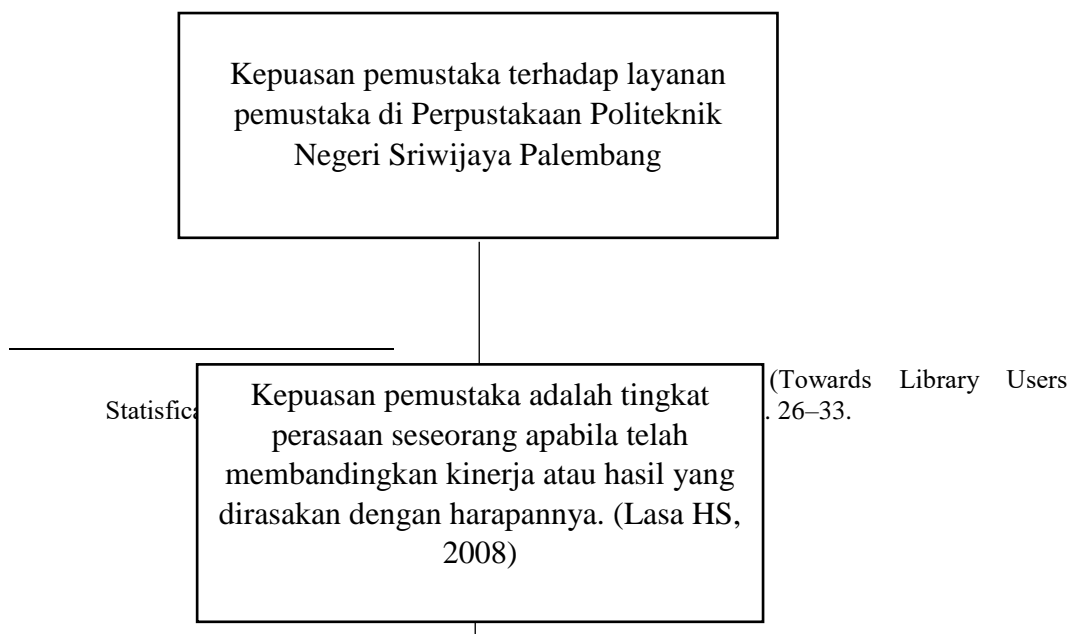 Kepuasan pemustaka terhadap layanan
pemustaka di Perpustakaan Politeknik
Negeri Sriwijaya Palembang
Kepuasan pemustaka adalah tingkat
perasaan seseorang apabila telah
membandingkan kinerja atau hasil yang
dirasakan dengan harapannya. (Lasa HS,
2008)
(Towards Library Users
. 26–33.